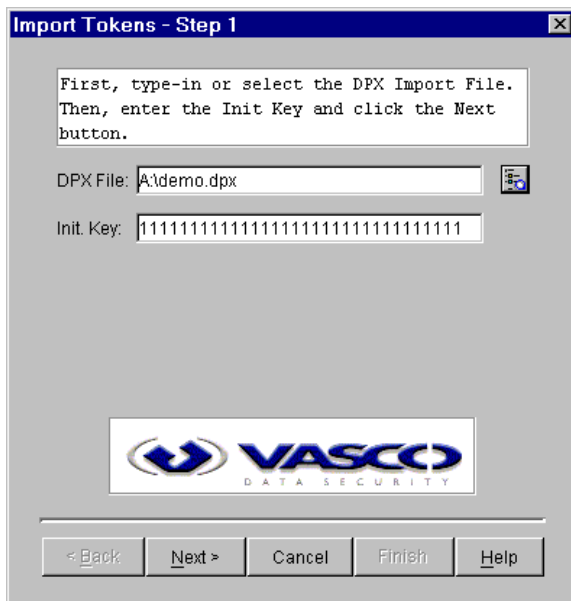 Import Tokens - Step 1
First, type-in or select the DPX Import File.
Then, enter the Init Key and click the Next
button.
DPX File: A:\demo.dpx
Init. Key: 11111111111111111111111111111111
VASCO
DATA SECURITY
< Back Next > Cancel Finish Help